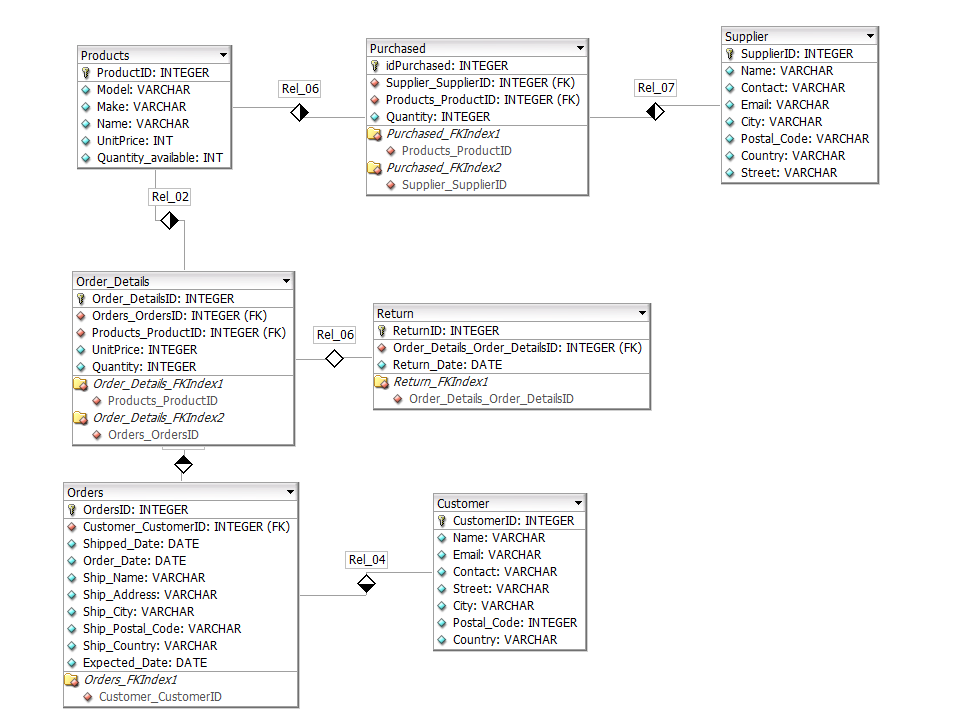 Products
ProductID: INTEGER
Model: VARCHAR
Make: VARCHAR
Name: VARCHAR
UnitPrice: INT
Quantity_available: INT
Rel_06
Purchased
idPurchased: INTEGER
Supplier_SupplierID: INTEGER (FK)
Products_ProductID: INTEGER (FK)
Quantity: INTEGER
Purchased_FKIndex1
Products_ProductID
Purchased_FKIndex2
Supplier_SupplierID
Rel_07
Supplier
SupplierID: INTEGER
Name: VARCHAR
Contact: VARCHAR
Email: VARCHAR
City: VARCHAR
Postal_Code: VARCHAR
Country: VARCHAR
Street: VARCHAR
Rel_02
Order_Details
Order_DetailsID: INTEGER
Orders_OrdersID: INTEGER (FK)
Products_ProductID: INTEGER (FK)
UnitPrice: INTEGER
Quantity: INTEGER
Order_Details_FKIndex1
Products_ProductID
Order_Details_FKIndex2
Orders_OrdersID
Rel_06
Return
ReturnID: INTEGER
Order_Details_Order_DetailsID: INTEGER (FK)
Return_Date: DATE
Return_FKIndex1
Order_Details_Order_DetailsID
Orders
OrdersID: INTEGER
Customer_CustomerID: INTEGER (FK)
Shipped_Date: DATE
Order_Date: DATE
Ship_Name: VARCHAR
Ship_Address: VARCHAR
Ship_City: VARCHAR
Ship_Postal_Code: VARCHAR
Ship_Country: VARCHAR
Expected_Date: DATE
Orders_FKIndex1
Customer_CustomerID
Rel_04
Customer
CustomerID: INTEGER
Name: VARCHAR
Email: VARCHAR
Contact: VARCHAR
Street: VARCHAR
City: VARCHAR
Postal_Code: INTEGER
Country: VARCHAR